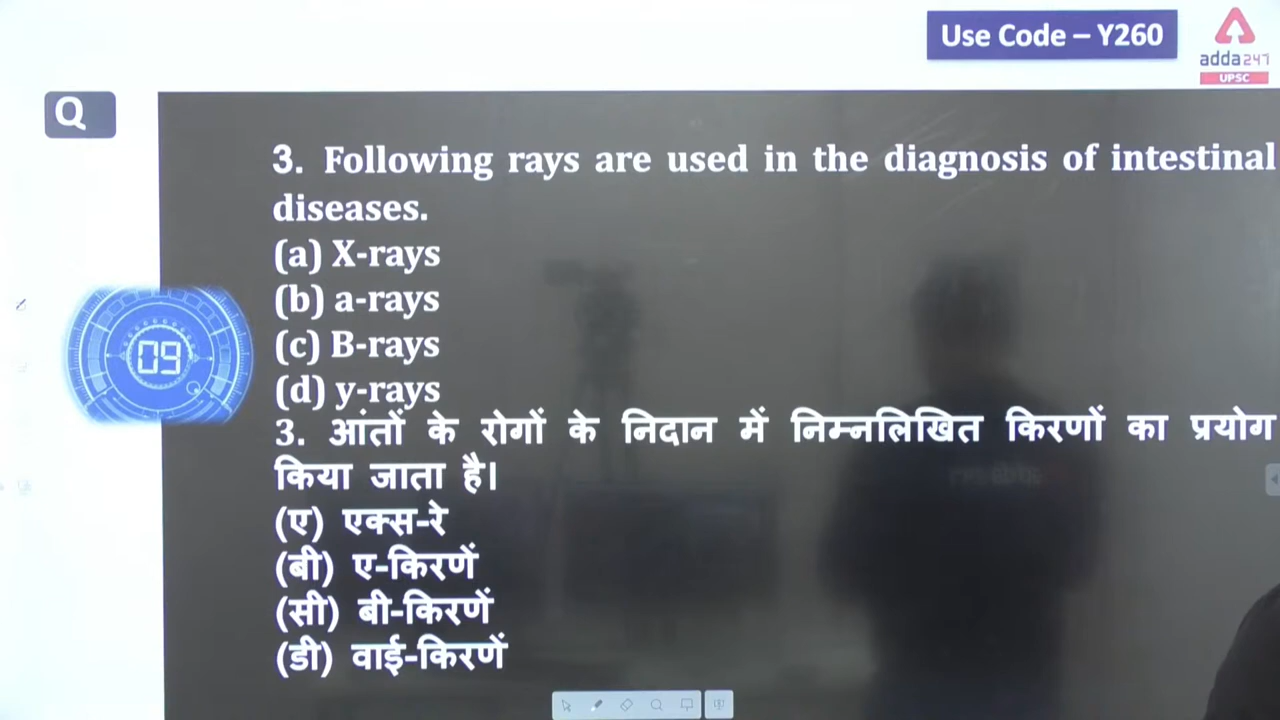 Use Code – Y260
adda247
UPSC
Q
3. Following rays are used in the diagnosis of intestinal
diseases.
(a) X-rays
(b) a-rays
(c) B-rays
(d) y-rays
09
3. आंतों के रोगों के निदान में निम्नलिखित किरणों का प्रयोग
किया जाता है।
(ए) एक्स-रे
(बी) ए-किरणें
(सी) बी-किरणें
(डी) वाई-किरणें